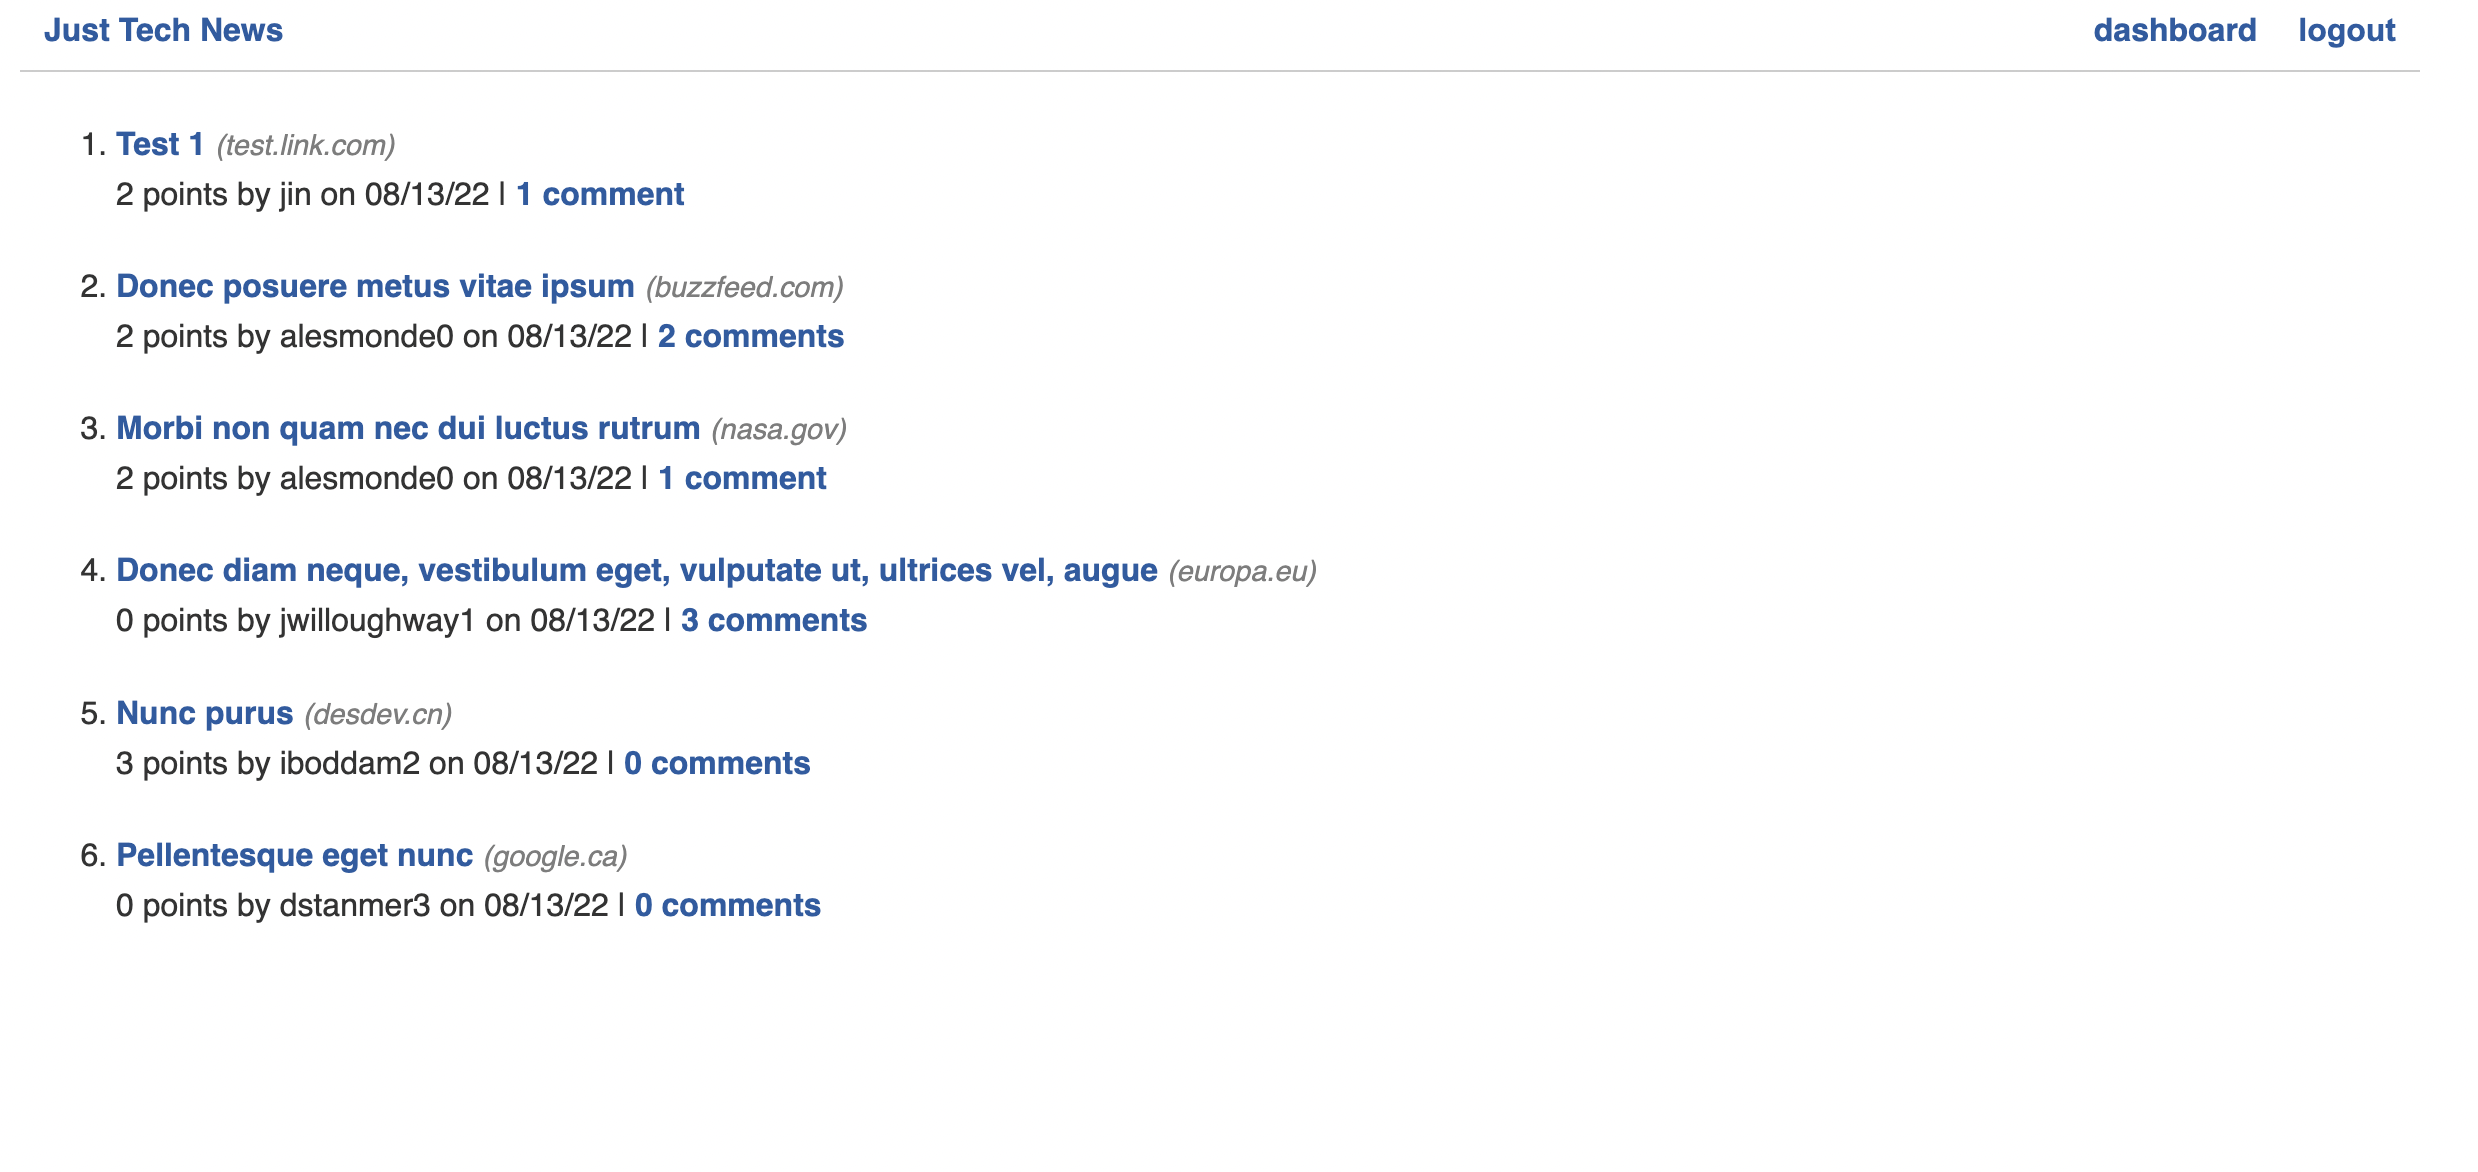 Just Tech News dashboard logout
1. Test 1 (test.link.com)
2 points by jin on 08/13/22 | 1 comment
2. Donec posuere metus vitae ipsum (buzzfeed.com)
2 points by alesmonde0 on 08/13/22 | 2 comments
3. Morbi non quam nec dui luctus rutrum (nasa.gov)
2 points by alesmonde0 on 08/13/22 | 1 comment
4. Donec diam neque, vestibulum eget, vulputate ut, ultrices vel, augue (europa.eu)
0 points by jwilloughway1 on 08/13/22 | 3 comments
5. Nunc purus (desdev.cn)
3 points by iboddam2 on 08/13/22 | 0 comments
6. Pellentesque eget nunc (google.ca)
0 points by dstanmer3 on 08/13/22 | 0 comments